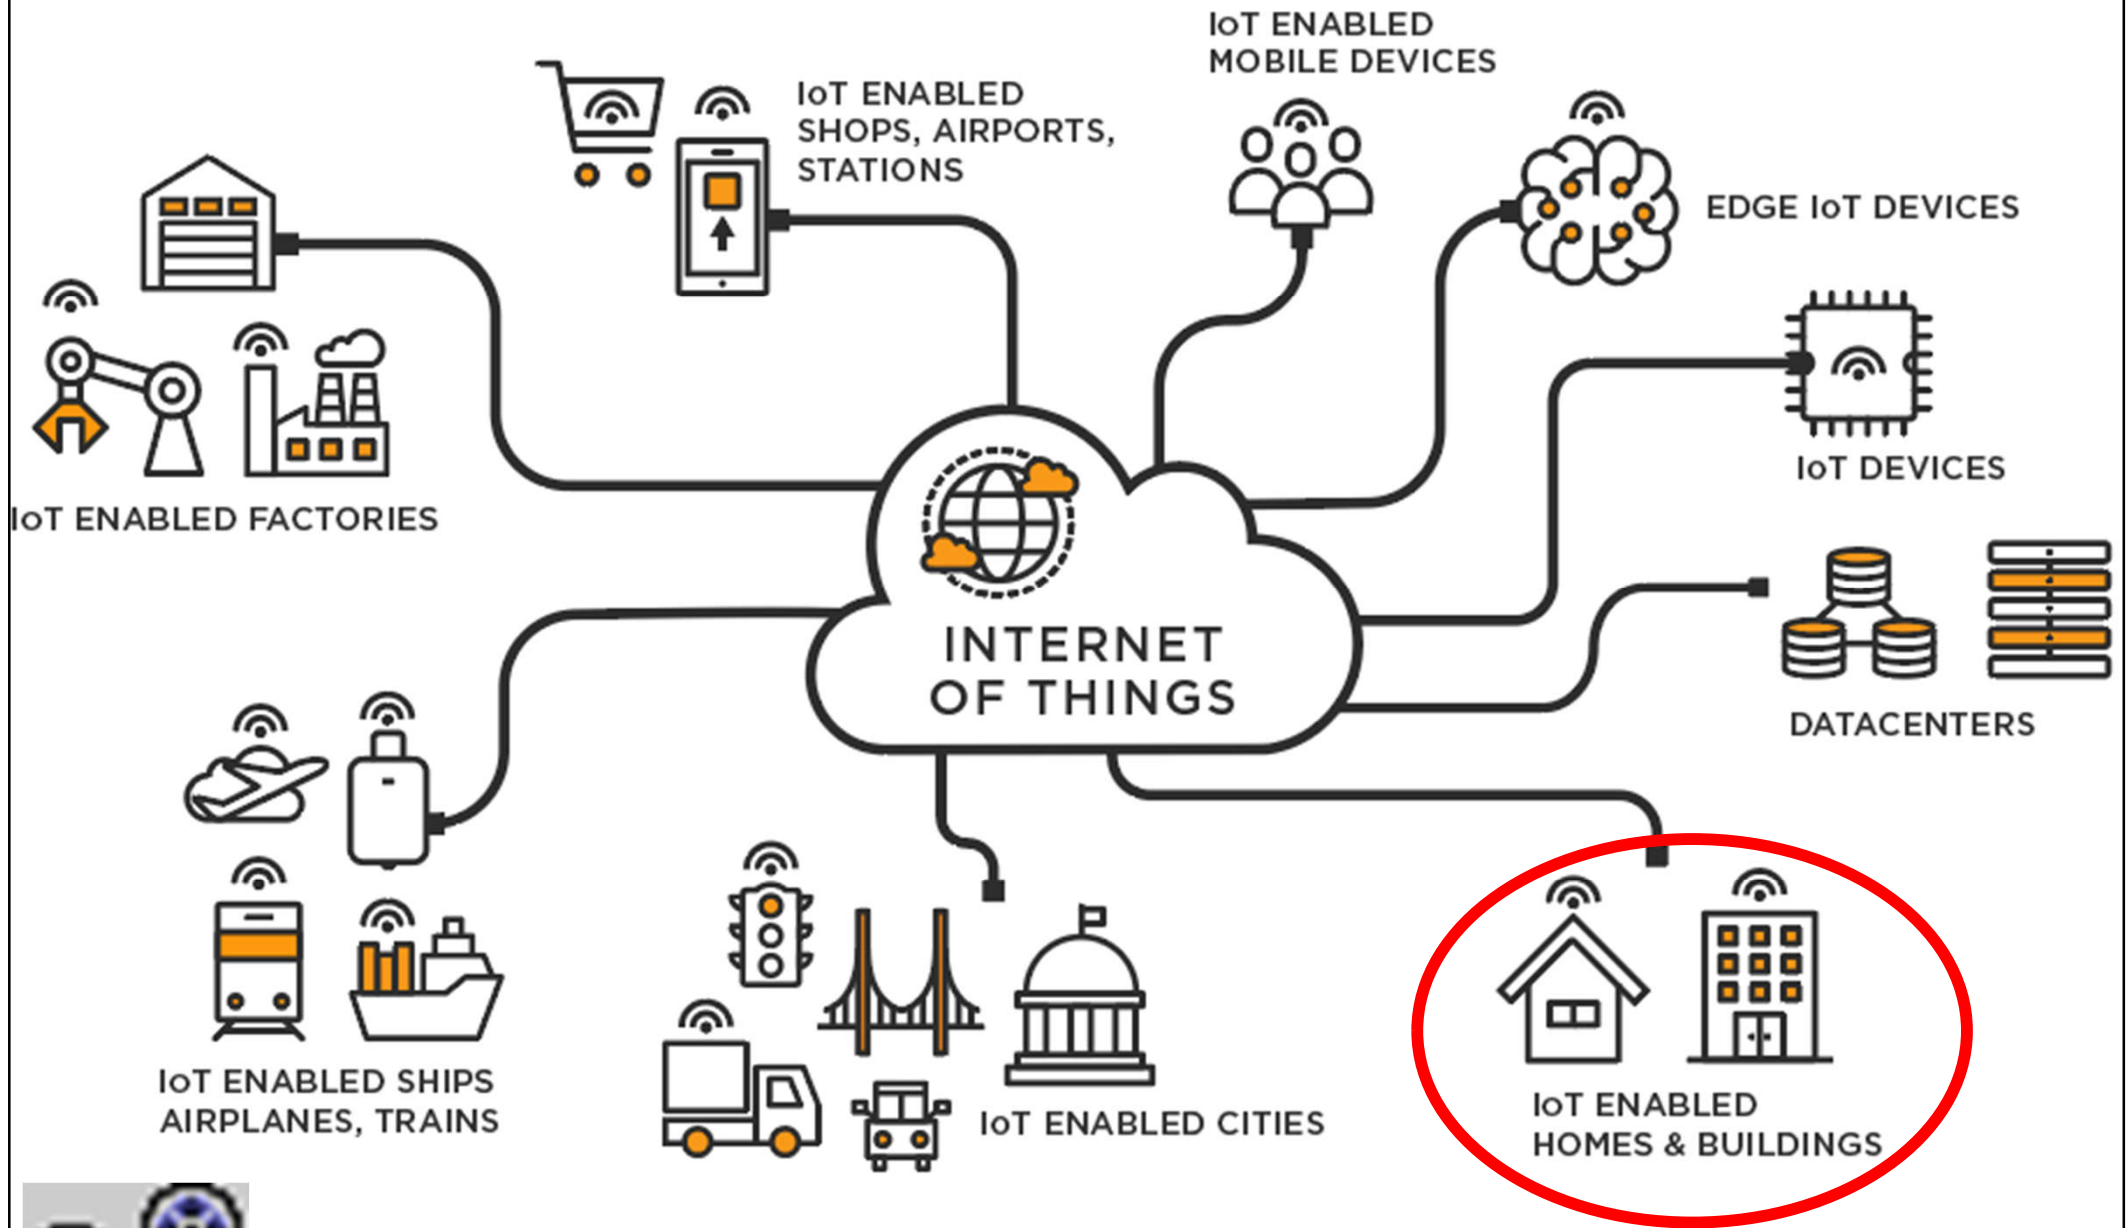 IoT ENABLED
MOBILE DEVICES
IoT ENABLED
SHOPS, AIRPORTS,
STATIONS
EDGE IoT DEVICES
IoT DEVICES
IoT ENABLED FACTORIES
INTERNET
OF THINGS
DATACENTERS
IoT ENABLED SHIPS
AIRPLANES, TRAINS
IoT ENABLED CITIES
IoT ENABLED
HOMES & BUILDINGS